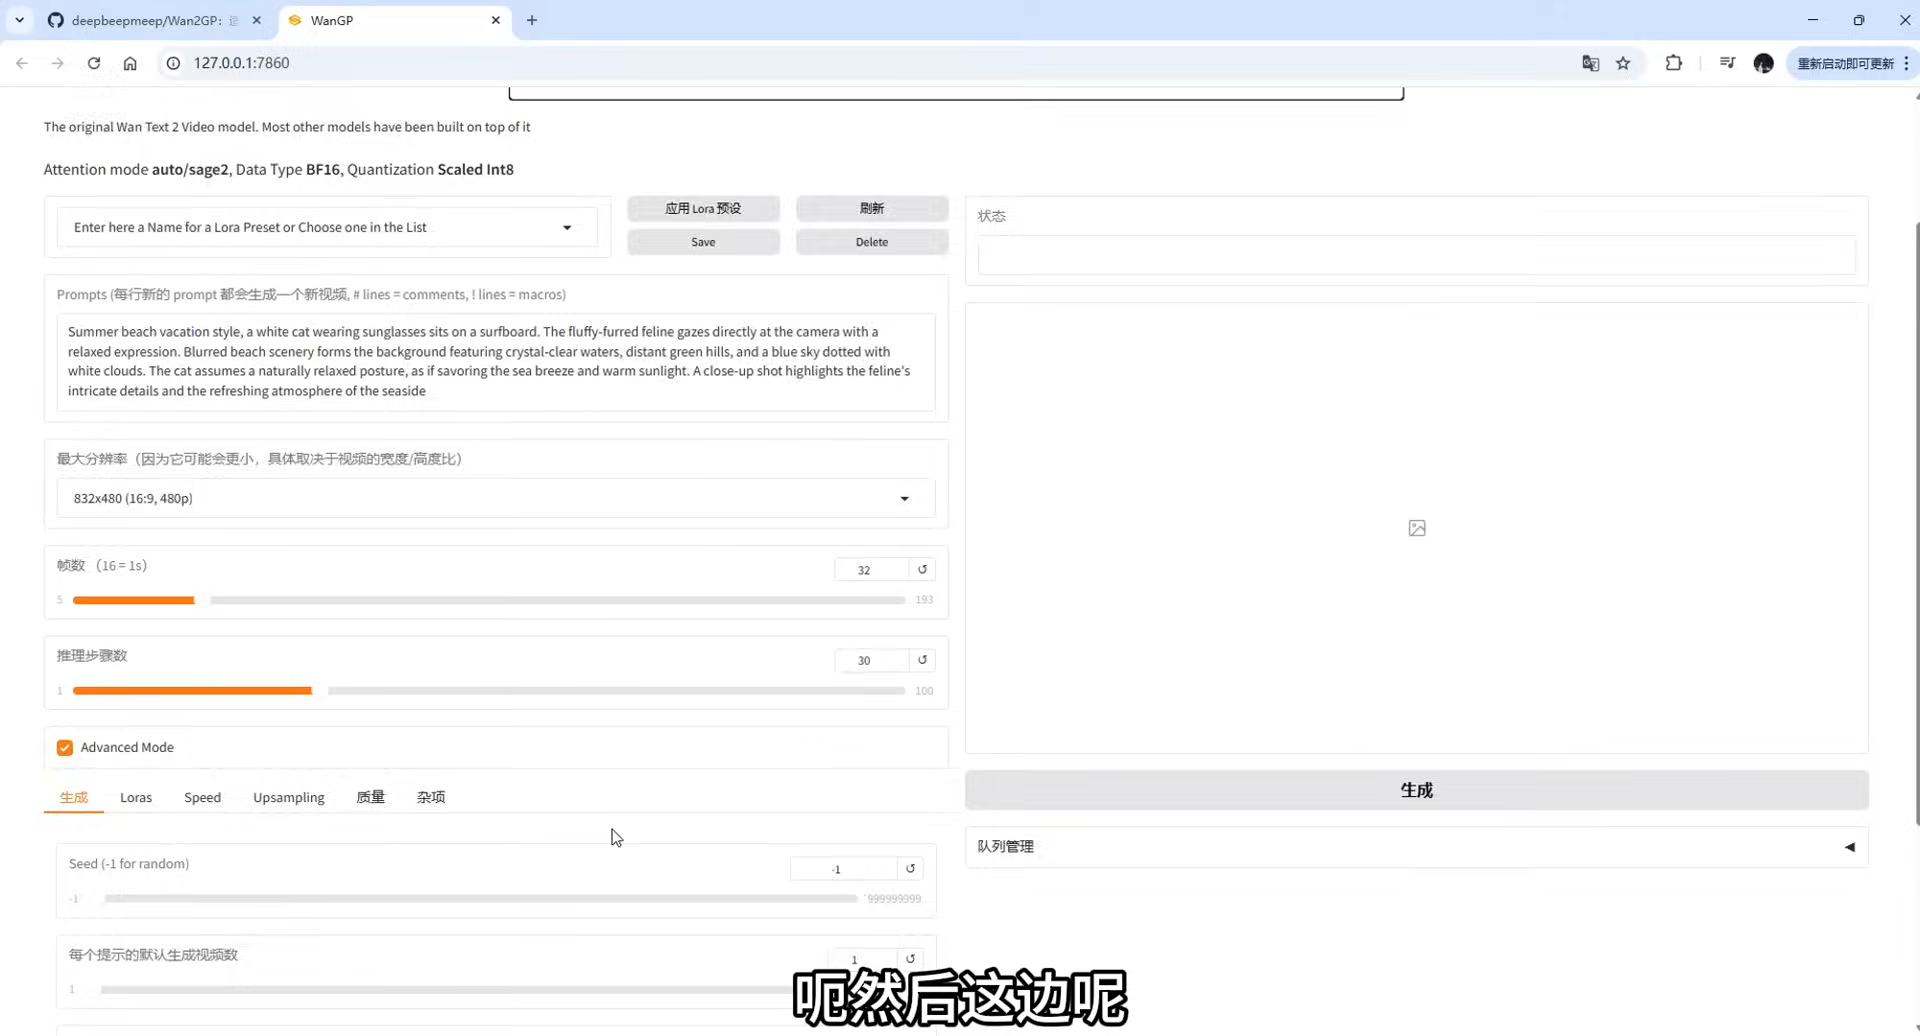 deepbeepmeep/Wan2GP:
WanGP
127.0.0.1:7860
重新启动即可更新
The original Wan Text 2 Video model. Most other models have been built on top of it
Attention mode auto/sage2, Data Type BF16, Quantization Scaled Int8
Enter here a Name for a Lora Preset or Choose one in the List
应用 Lora 预设
刷新
Save
Delete
状态
Prompts (每行新的 prompt 都会生成一个新视频, # lines = comments, ! lines = macros)
Summer beach vacation style, a white cat wearing sunglasses sits on a surfboard. The fluffy-furred feline gazes directly at the camera with a
relaxed expression. Blurred beach scenery forms the background featuring crystal-clear waters, distant green hills, and a blue sky dotted with
white clouds. The cat assumes a naturally relaxed posture, as if savoring the sea breeze and warm sunlight. A close-up shot highlights the feline's
intricate details and the refreshing atmosphere of the seaside
最大分辨率（因为它可能会更小，具体取决于视频的宽度/高度比）
832x480 (16:9, 480p)
帧数 （16 = 1s）
32
5
193
推理步骤数
30
1
100
Advanced Mode
生成
Loras
Speed
Upsampling
质量
杂项
生成
Seed (-1 for random)
-1
-1
999999999
队列管理
每个提示的默认生成视频数
1
1
呃然后这边呢